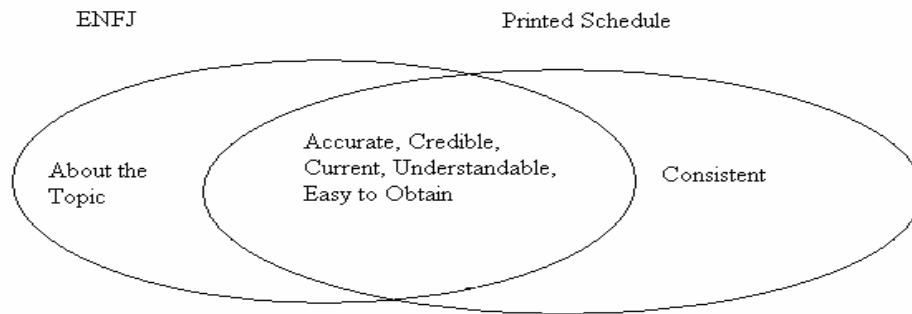 ENFJ
Printed Schedule
About the
Topic
Accurate, Credible,
Current, Understandable,
Easy to Obtain
Consistent